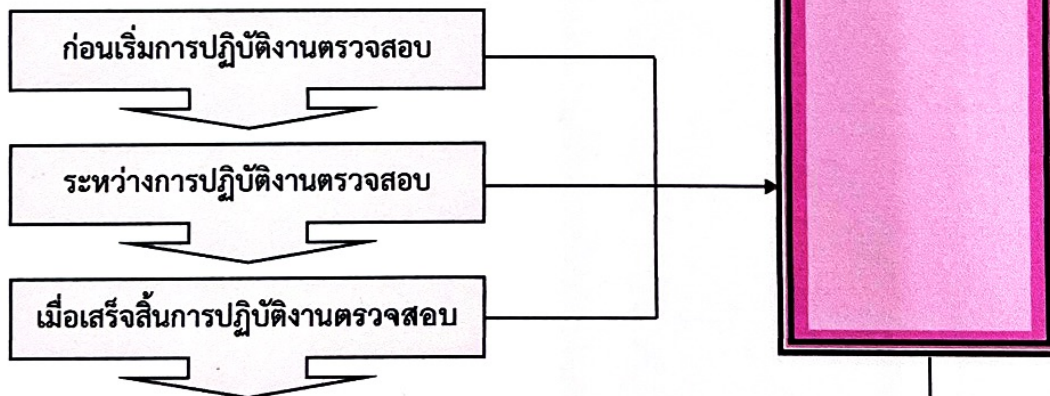 ก่อนเริ่มการปฏิบัติงานตรวจสอบ
ระหว่างการปฏิบัติงานตรวจสอบ
เมื่อเสร็จสิ้นการปฏิบัติงานตรวจสอบ